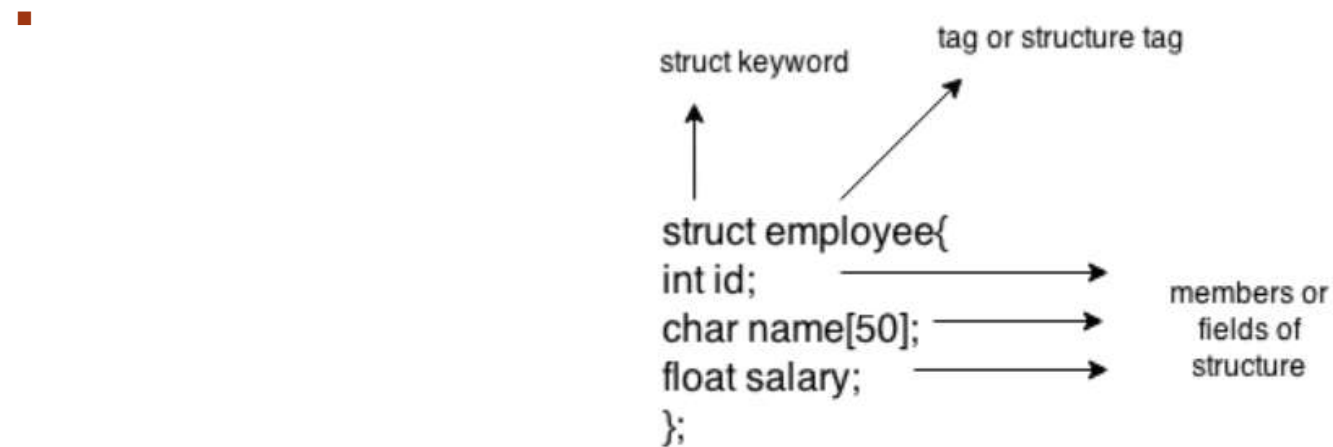 tag or structure tag
struct keyword
struct employee{
int id;
char name[50];
float salary;
};
members or
fields of
structure